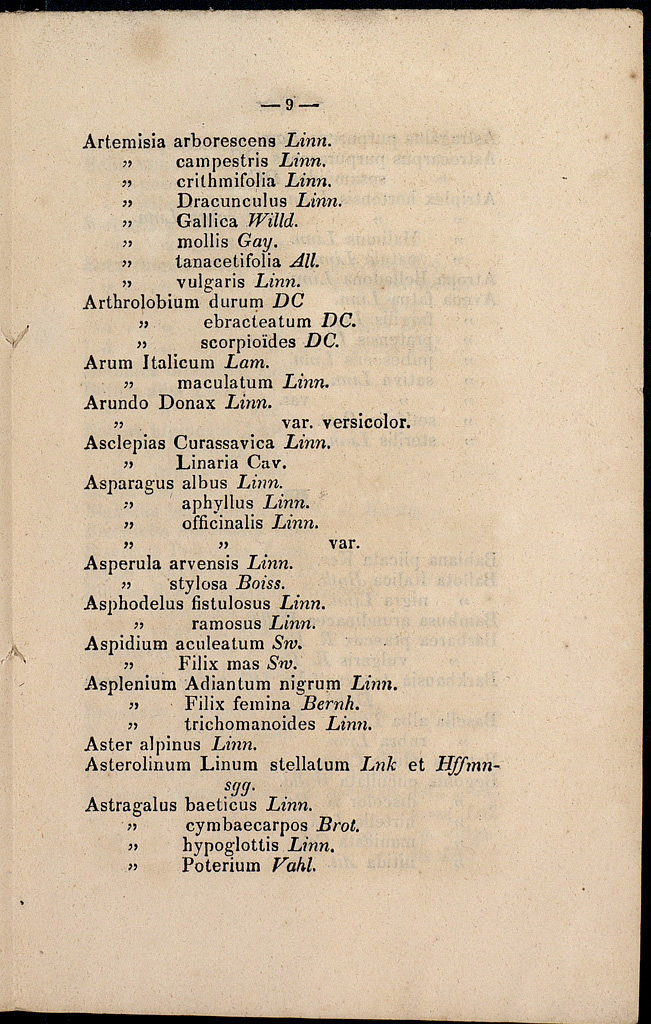 — 9 —
Artemisia arborescens Linn.
„ campestris Linn.
„ crithmifolia Linn.
„ Dracunculus Linn.
„ Gallica Willd.
„ mollis Gay.
„ tanacetifolia All.
„ vulgaris Linn.
Arthrolobium durum DC
„ ebracteatum DC.
„ scorpioïdes DC.
Arum Italicum Lam.
„ maculatum Linn.
Arundo Donax Linn.
„ var. versicolor.
Asclepias Curassavica Linn.
„ Linaria Cav.
Asparagus albus Linn.
„ aphyllus Linn.
„ officinalis Linn.
„ „ var.
Asperula arvensis Linn.
„ stylosa Boiss.
Asphodelus fistulosus Linn.
„ ramosus Linn.
Aspidium aculeatum Sw.
„ Filix mas Sw.
Asplenium Adiantum nigrum Linn.
„ Filix femina Bernh.
„ trichomanoides Linn.
Aster alpinus Linn.
Asterolinum Linum stellatum Lnk et Hffmn-
sgg.
Astragalus baeticus Linn.
„ cymbaecarpos Brot.
„ hypoglottis Linn.
„ Poterium Vahl.